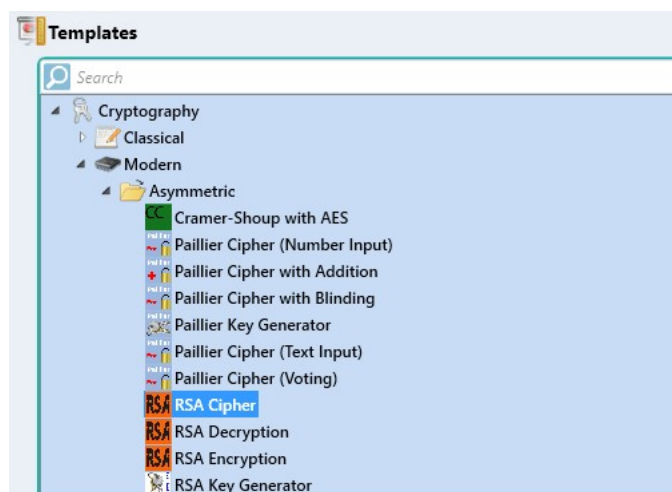 Templates
Search
Cryptography
Classical
Modern
Asymmetric
CC
Cramer-Shoup with AES
Paillier Cipher (Number Input)
Paillier Cipher with Addition
Paillier Cipher with Blinding
Paillier Key Generator
Paillier Cipher (Text Input)
Paillier Cipher (Voting)
RSA RSA Cipher
RSA RSA Decryption
RSA RSA Encryption
RSA Key Generator